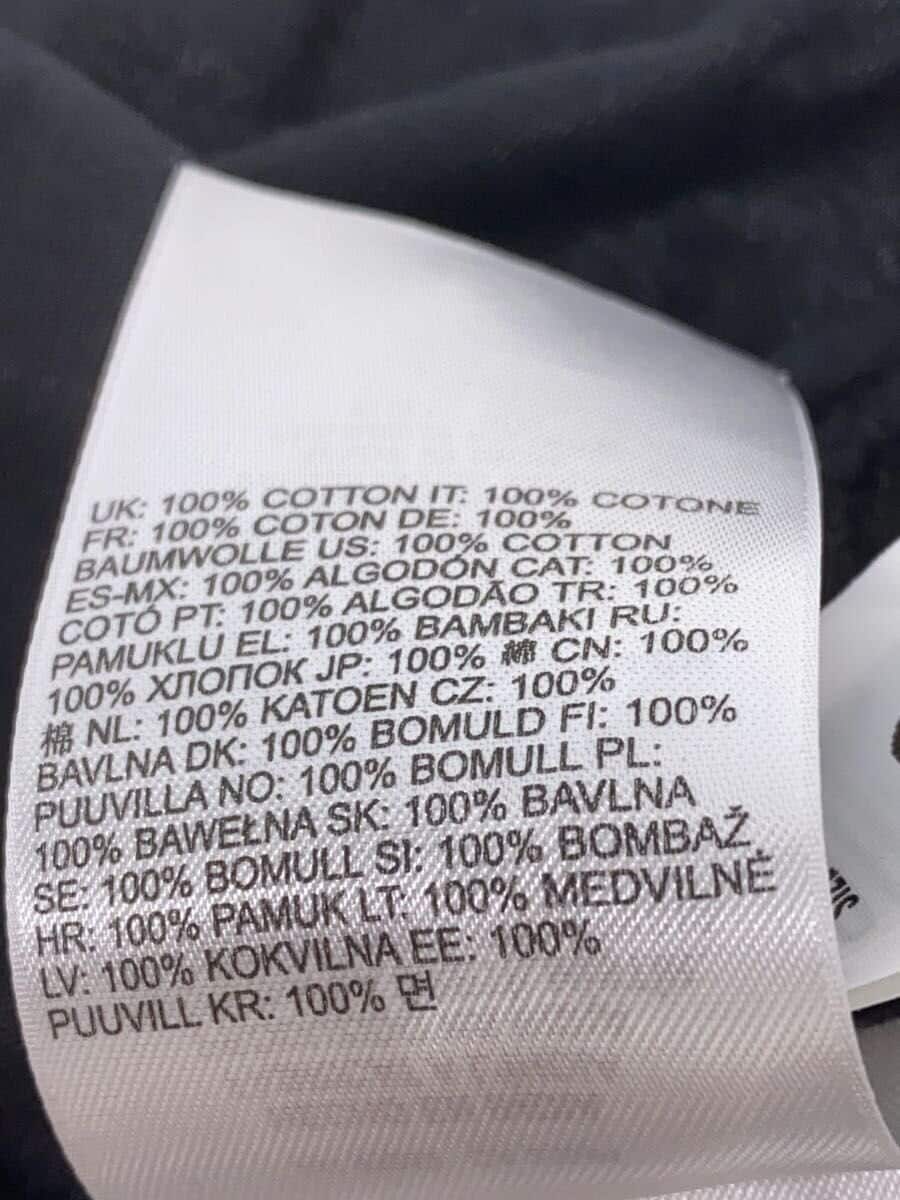 UK: 100% COTTON IT: 100% COTONE
FR: 100% COTON DE: 100%
BAUMWOLLE US: 100% COTTON
ES-MX: 100% ALGODÓN CAT: 100%
COTÓ PT: 100% ALGODÃO TR: 100%
PAMUKLU EL: 100% BAMBAKI RU:
100% ХЛОПОК JP: 100% 綿 CN: 100%
棉 NL: 100% KATOEN CZ: 100%
BAVLNA DK: 100% BOMULD FI: 100%
PUUVILLA NO: 100% BOMULL PL:
100% BAWEŁNA SK: 100% BAVLNA
SE: 100% BOMULL SI: 100% BOMBAŽ
HR: 100% PAMUK LT: 100% MEDVILNĖ
LV: 100% KOKVILNA EE: 100%
PUUVILL KR: 100% 면